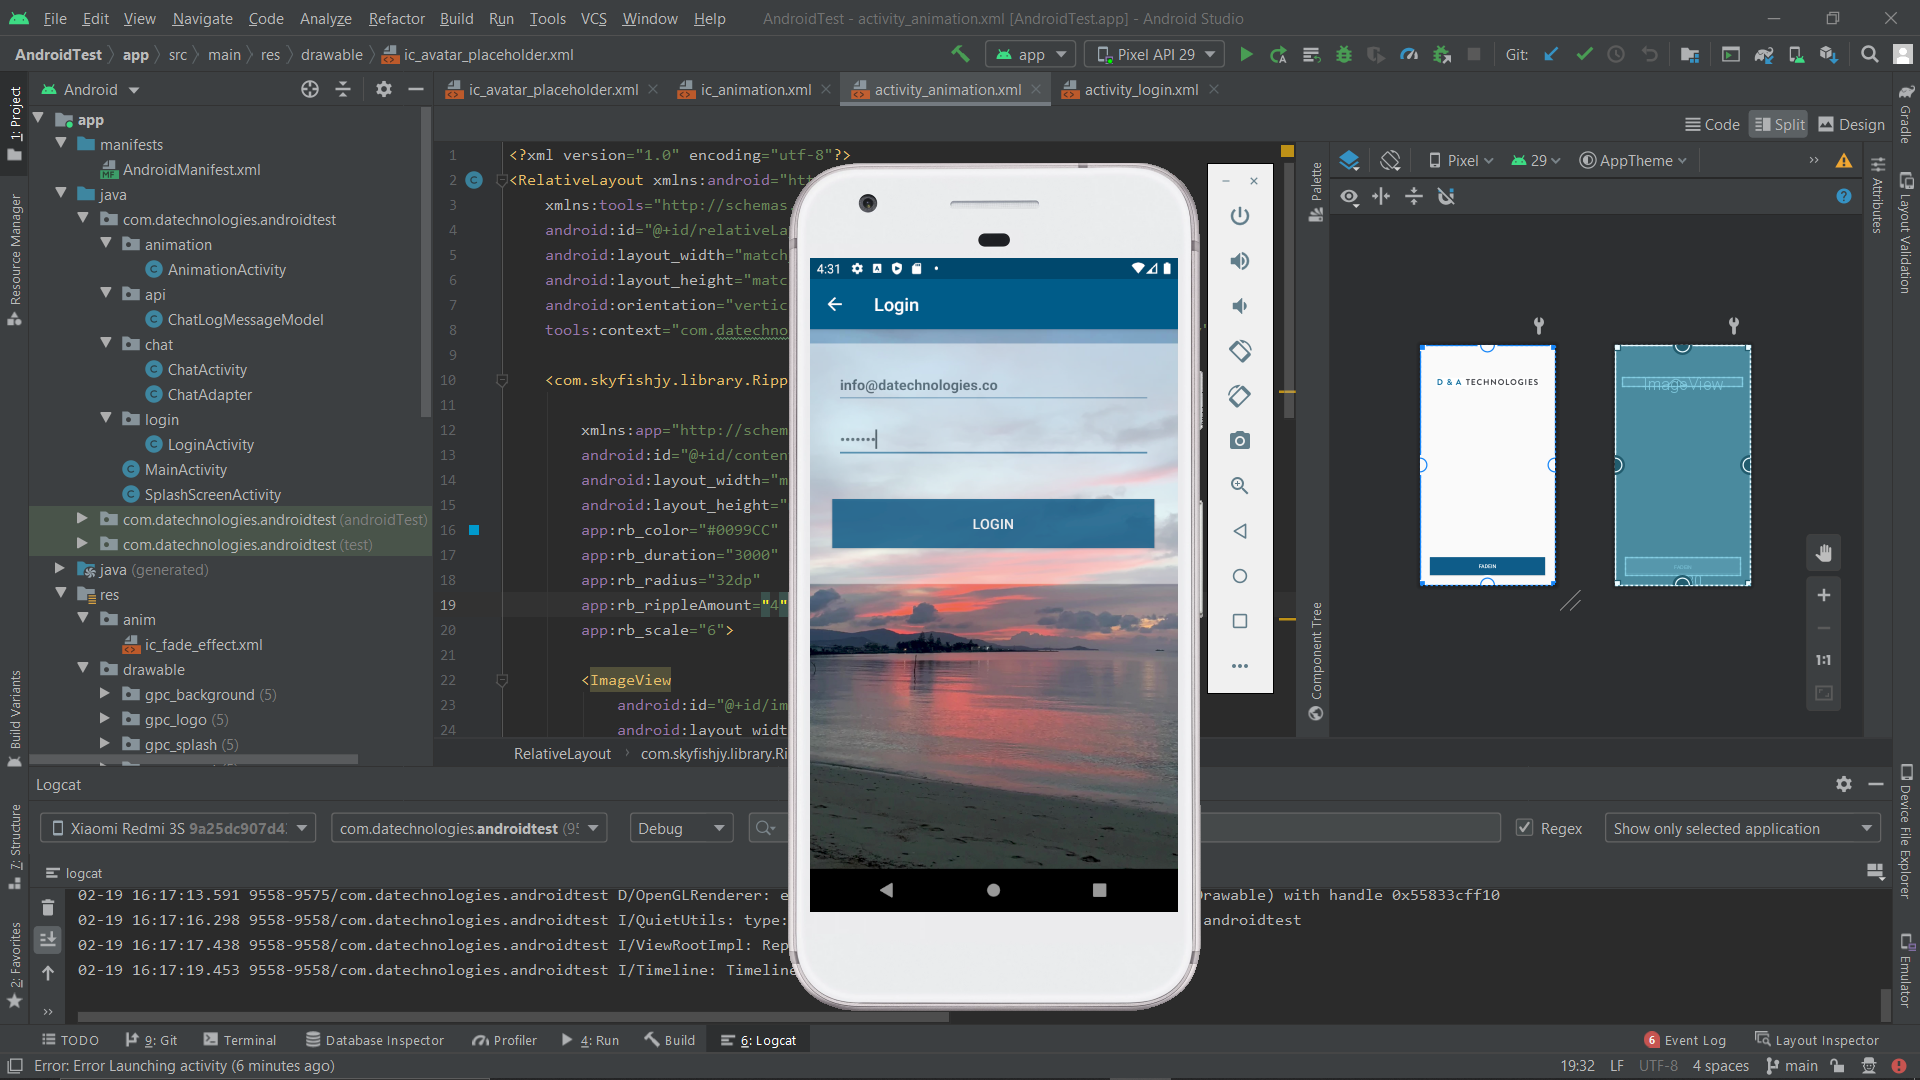 File Edit View Navigate Code Analyze Refactor Build Run Tools VCS Window Help AndroidTest - activity_animation.xml [AndroidTest.app] - Android Studio
AndroidTest app src main res drawable ic_avatar_placeholder.xml app Pixel API 29 Git:
1: Project
Resource Manager
Build Variants
7: Structure
2: Favorites
Android
app
manifests
AndroidManifest.xml
java
com.datechnologies.androidtest
animation
AnimationActivity
api
ChatLogMessageModel
chat
ChatActivity
ChatAdapter
login
LoginActivity
MainActivity
SplashScreenActivity
com.datechnologies.androidtest (androidTest)
com.datechnologies.androidtest (test)
java (generated)
res
anim
ic_fade_effect.xml
drawable
gpc_background (5)
gpc_logo (5)
gpc_splash (5)
ic_avatar_placeholder.xml ic_animation.xml activity_animation.xml activity_login.xml
Code Split Design
1 <?xml version="1.0" encoding="utf-8"?>
2 <RelativeLayout xmlns:android="ht
3 xmlns:tools="http://schemas.
4 android:id="@+id/relativeLa
5 android:layout_width="match
6 android:layout_height="matc
7 android:orientation="vertic
8 tools:context="com.datechno
9
10 <com.skyfishjy.library.Ripp
11
12 xmlns:app="http://schem
13 android:id="@+id/conten
14 android:layout_width="m
15 android:layout_height="
16 app:rb_color="#0099CC"
17 app:rb_duration="3000"
18 app:rb_radius="32dp"
19 app:rb_rippleAmount="4"
20 app:rb_scale="6">
21
22 <ImageView
23 android:id="@+id/im
24 android:layout_widt
RelativeLayout com.skyfishjy.library.Ri
4:31
Login
info@datechnologies.co
•••••••
LOGIN
Palette
Component Tree
Pixel 29 AppTheme
D & A TECHNOLOGIES
FADEIN
ImageView
1:1
Attributes
Gradle
Layout Validation
Device File Explorer
Emulator
Logcat
Xiaomi Redmi 3S 9a25dc907d4 com.datechnologies.androidtest (95 Debug Regex Show only selected application
logcat
02-19 16:17:13.591 9558-9575/com.datechnologies.androidtest D/OpenGLRenderer: e rawable) with handle 0x55833cff10
02-19 16:17:16.298 9558-9558/com.datechnologies.androidtest I/QuietUtils: type: androidtest
02-19 16:17:17.438 9558-9558/com.datechnologies.androidtest I/ViewRootImpl: Rep
02-19 16:17:19.453 9558-9558/com.datechnologies.androidtest I/Timeline: Timeline
TODO 9: Git Terminal Database Inspector Profiler 4: Run Build 6: Logcat 6 Event Log Layout Inspector
Error: Error Launching activity (6 minutes ago) 19:32 LF UTF-8 4 spaces main